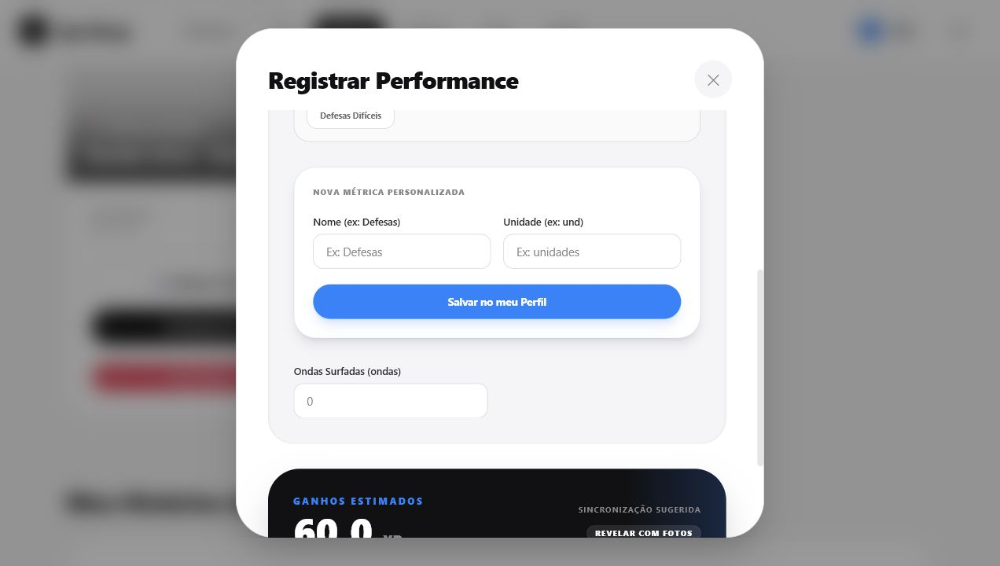 Registrar Performance
Defesas Difíceis
NOVA MÉTRICA PERSONALIZADA
Nome (ex: Defesas)
Unidade (ex: und)
Ex: Defesas
Ex: unidades
Salvar no meu Perfil
Ondas Surfadas (ondas)
0
GANHOS ESTIMADOS
SINCRONIZAÇÃO SUGERIDA
60.0 XP
REVELAR COM FOTOS